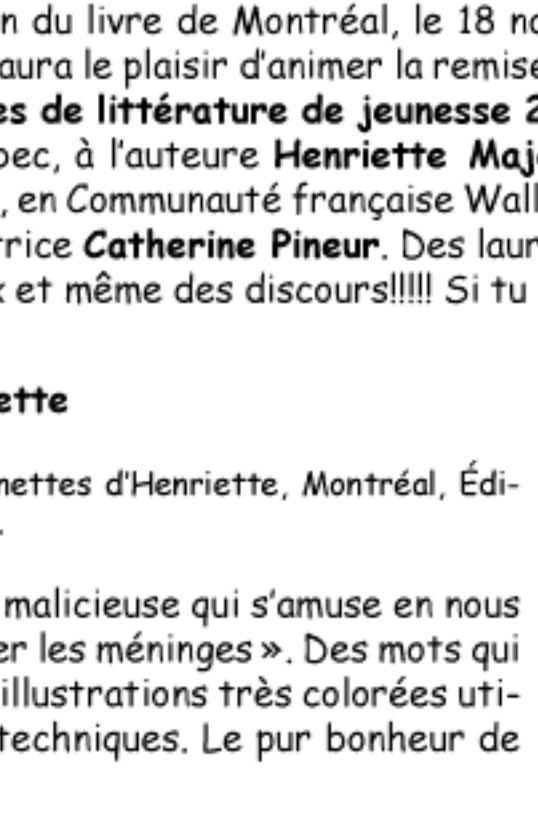 n du livre de Montréal, le 18 no
aura le plaisir d'animer la remise
es de littérature de jeunesse 2
bec, à l'auteure Henriette Majo
, en Communauté française Wall
trice Catherine Pineur. Des laur
x et même des discours!!!!! Si tu
ette
nettes d'Henriette, Montréal, Édi-
.
malicieuse qui s'amuse en nous
er les méninges ». Des mots qui
illustrations très colorées uti-
techniques. Le pur bonheur de